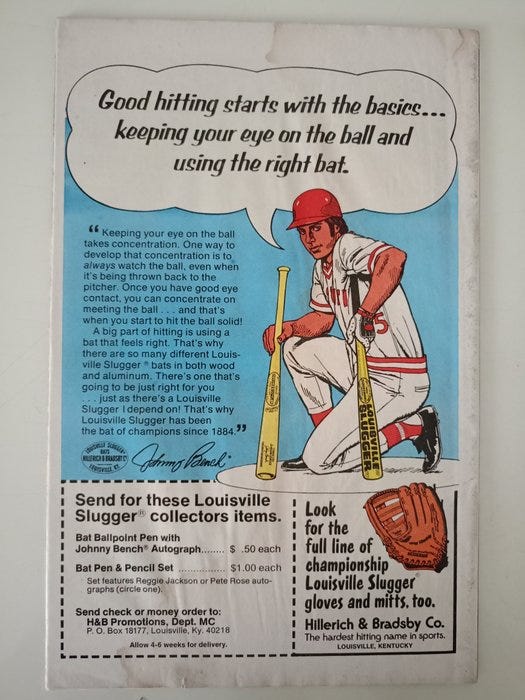 Good hitting starts with the basics...
keeping your eye on the ball and
using the right bat.
“Keeping your eye on the ball
takes concentration. One way to
develop that concentration is to
always watch the ball, even when
it's being thrown back to the
pitcher. Once you have good eye
contact, you can concentrate on
meeting the ball . . . and that's
when you start to hit the ball solid!
A big part of hitting is using a
bat that feels right. That's why
there are so many different Louis-
ville Slugger® bats in both wood
and aluminum. There's one that's
going to be just right for you
. . . just as there's a Louisville
Slugger I depend on! That's why
Louisville Slugger has been
the bat of champions since 1884.”
LOUISVILLE SLUGGER
BATS
HILLERICH & BRADSBY Co
LOUISVILLE, KY.
Johnny Bench
5
LOUISVILLE
SLUGGER
Send for these Louisville
Slugger® collectors items.
Bat Ballpoint Pen with
Johnny Bench® Autograph........ $ .50 each
Bat Pen & Pencil Set .............. $1.00 each
Set features Reggie Jackson or Pete Rose auto-
graphs (circle one).
Send check or money order to:
H&B Promotions, Dept. MC
P. O. Box 18177, Louisville, Ky. 40218
Allow 4-6 weeks for delivery.
Look
for the
full line of
championship
Louisville Slugger®
gloves and mitts, too.
Hillerich & Bradsby Co.
The hardest hitting name in sports.
LOUISVILLE, KENTUCKY